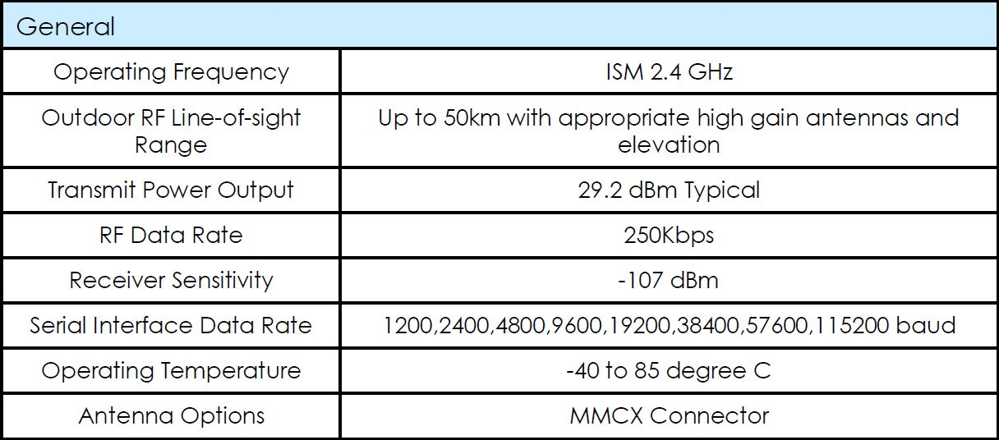 General
Operating Frequency
ISM 2.4 GHz
Outdoor RF Line-of-sight
Range
Up to 50km with appropriate high gain antennas and
elevation
Transmit Power Output
29.2 dBm Typical
RF Data Rate
250Kbps
Receiver Sensitivity
-107 dBm
Serial Interface Data Rate
1200,2400,4800,9600,19200,38400,57600,115200 baud
Operating Temperature
-40 to 85 degree C
Antenna Options
MMCX Connector